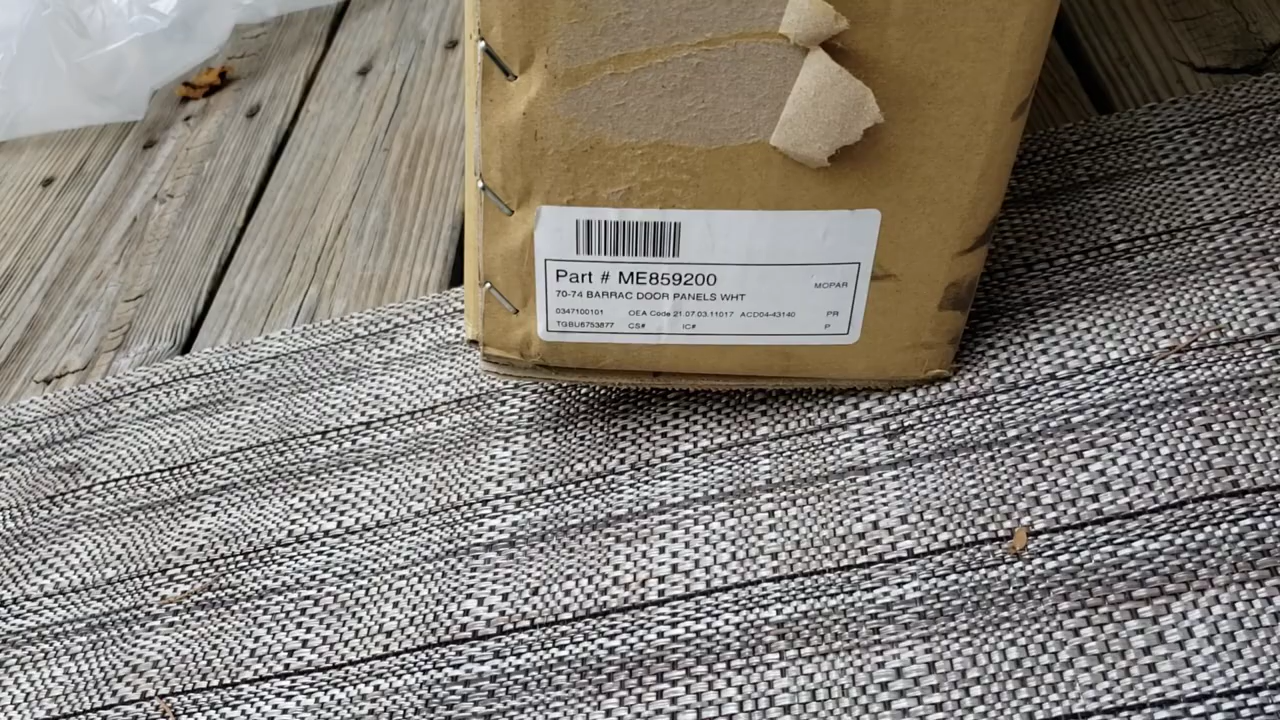 Part # ME859200
MOPAR
70-74 BARRAC DOOR PANELS WHT
0347100101 OEA Code 21.07.03.11017 ACD04-43140 PR
TGBU6753877 CS# IC# P